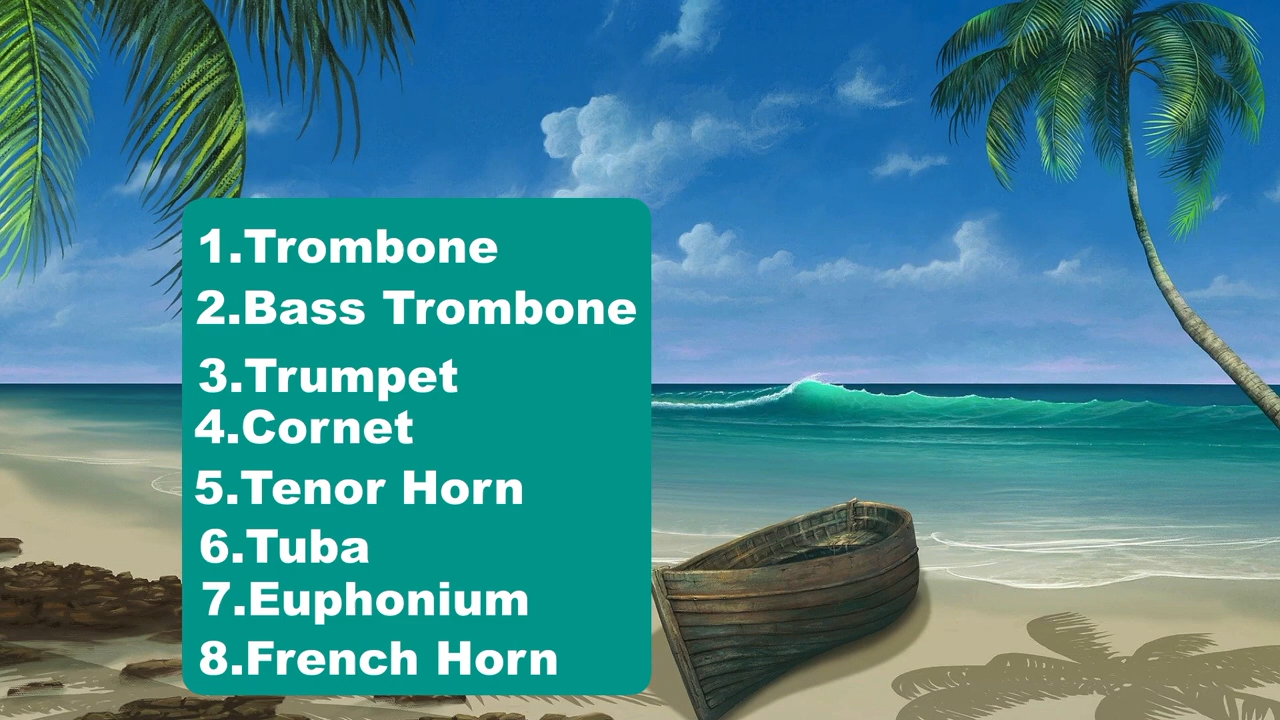 1.Trombone
2.Bass Trombone
3.Trumpet
4.Cornet
5.Tenor Horn
6.Tuba
7.Euphonium
8.French Horn